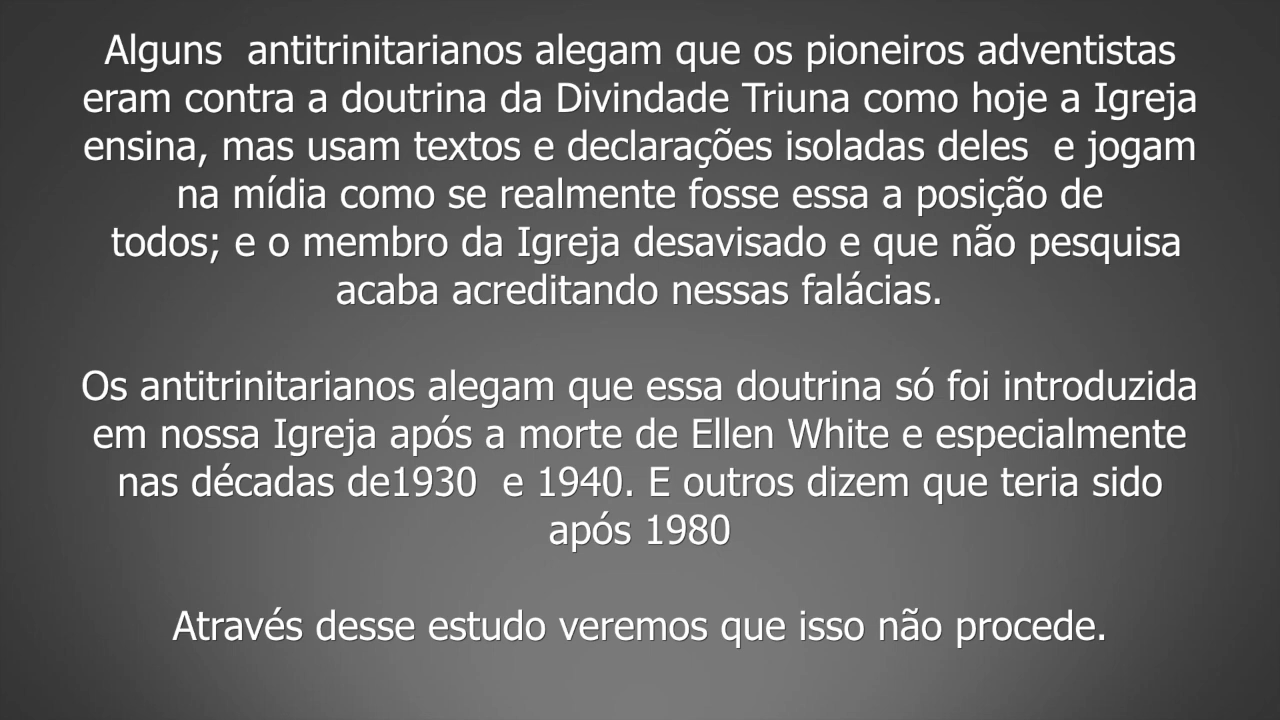 Alguns  antitrinitarianos alegam que os pioneiros adventistas
eram contra a doutrina da Divindade Triuna como hoje a Igreja
ensina, mas usam textos e declarações isoladas deles  e jogam
na mídia como se realmente fosse essa a posição de
todos; e o membro da Igreja desavisado e que não pesquisa
acaba acreditando nessas falácias.
Os antitrinitarianos alegam que essa doutrina só foi introduzida
em nossa Igreja após a morte de Ellen White e especialmente
nas décadas de1930  e 1940. E outros dizem que teria sido
após 1980
Através desse estudo veremos que isso não procede.